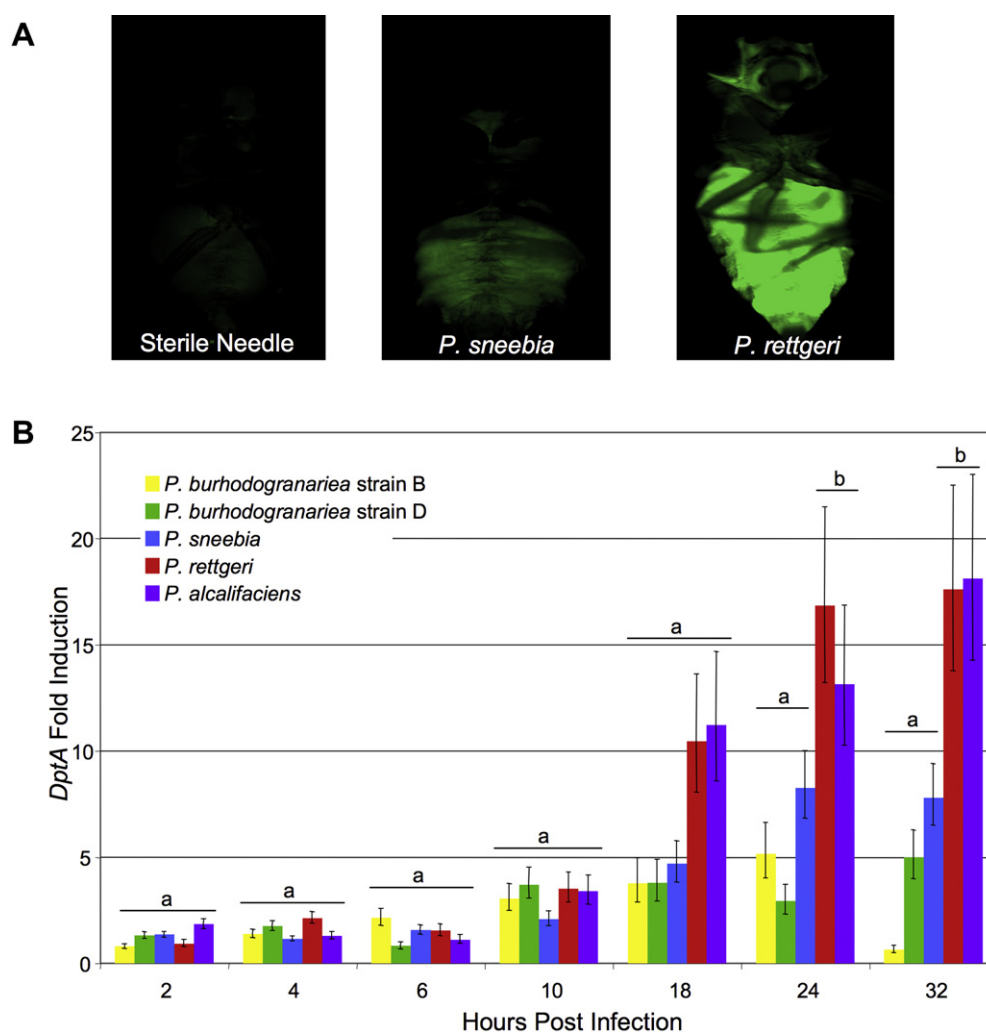 A
Sterile Needle
P. sneebia
P. rettgeri
B
25
20
15
10
5
0
DptA Fold Induction
P. burhodogranariea strain B
P. burhodogranariea strain D
P. sneebia
P. rettgeri
P. alcalifaciens
a
a
a
a
a
a
b
a
b
2 4 6 10 18 24 32
Hours Post Infection